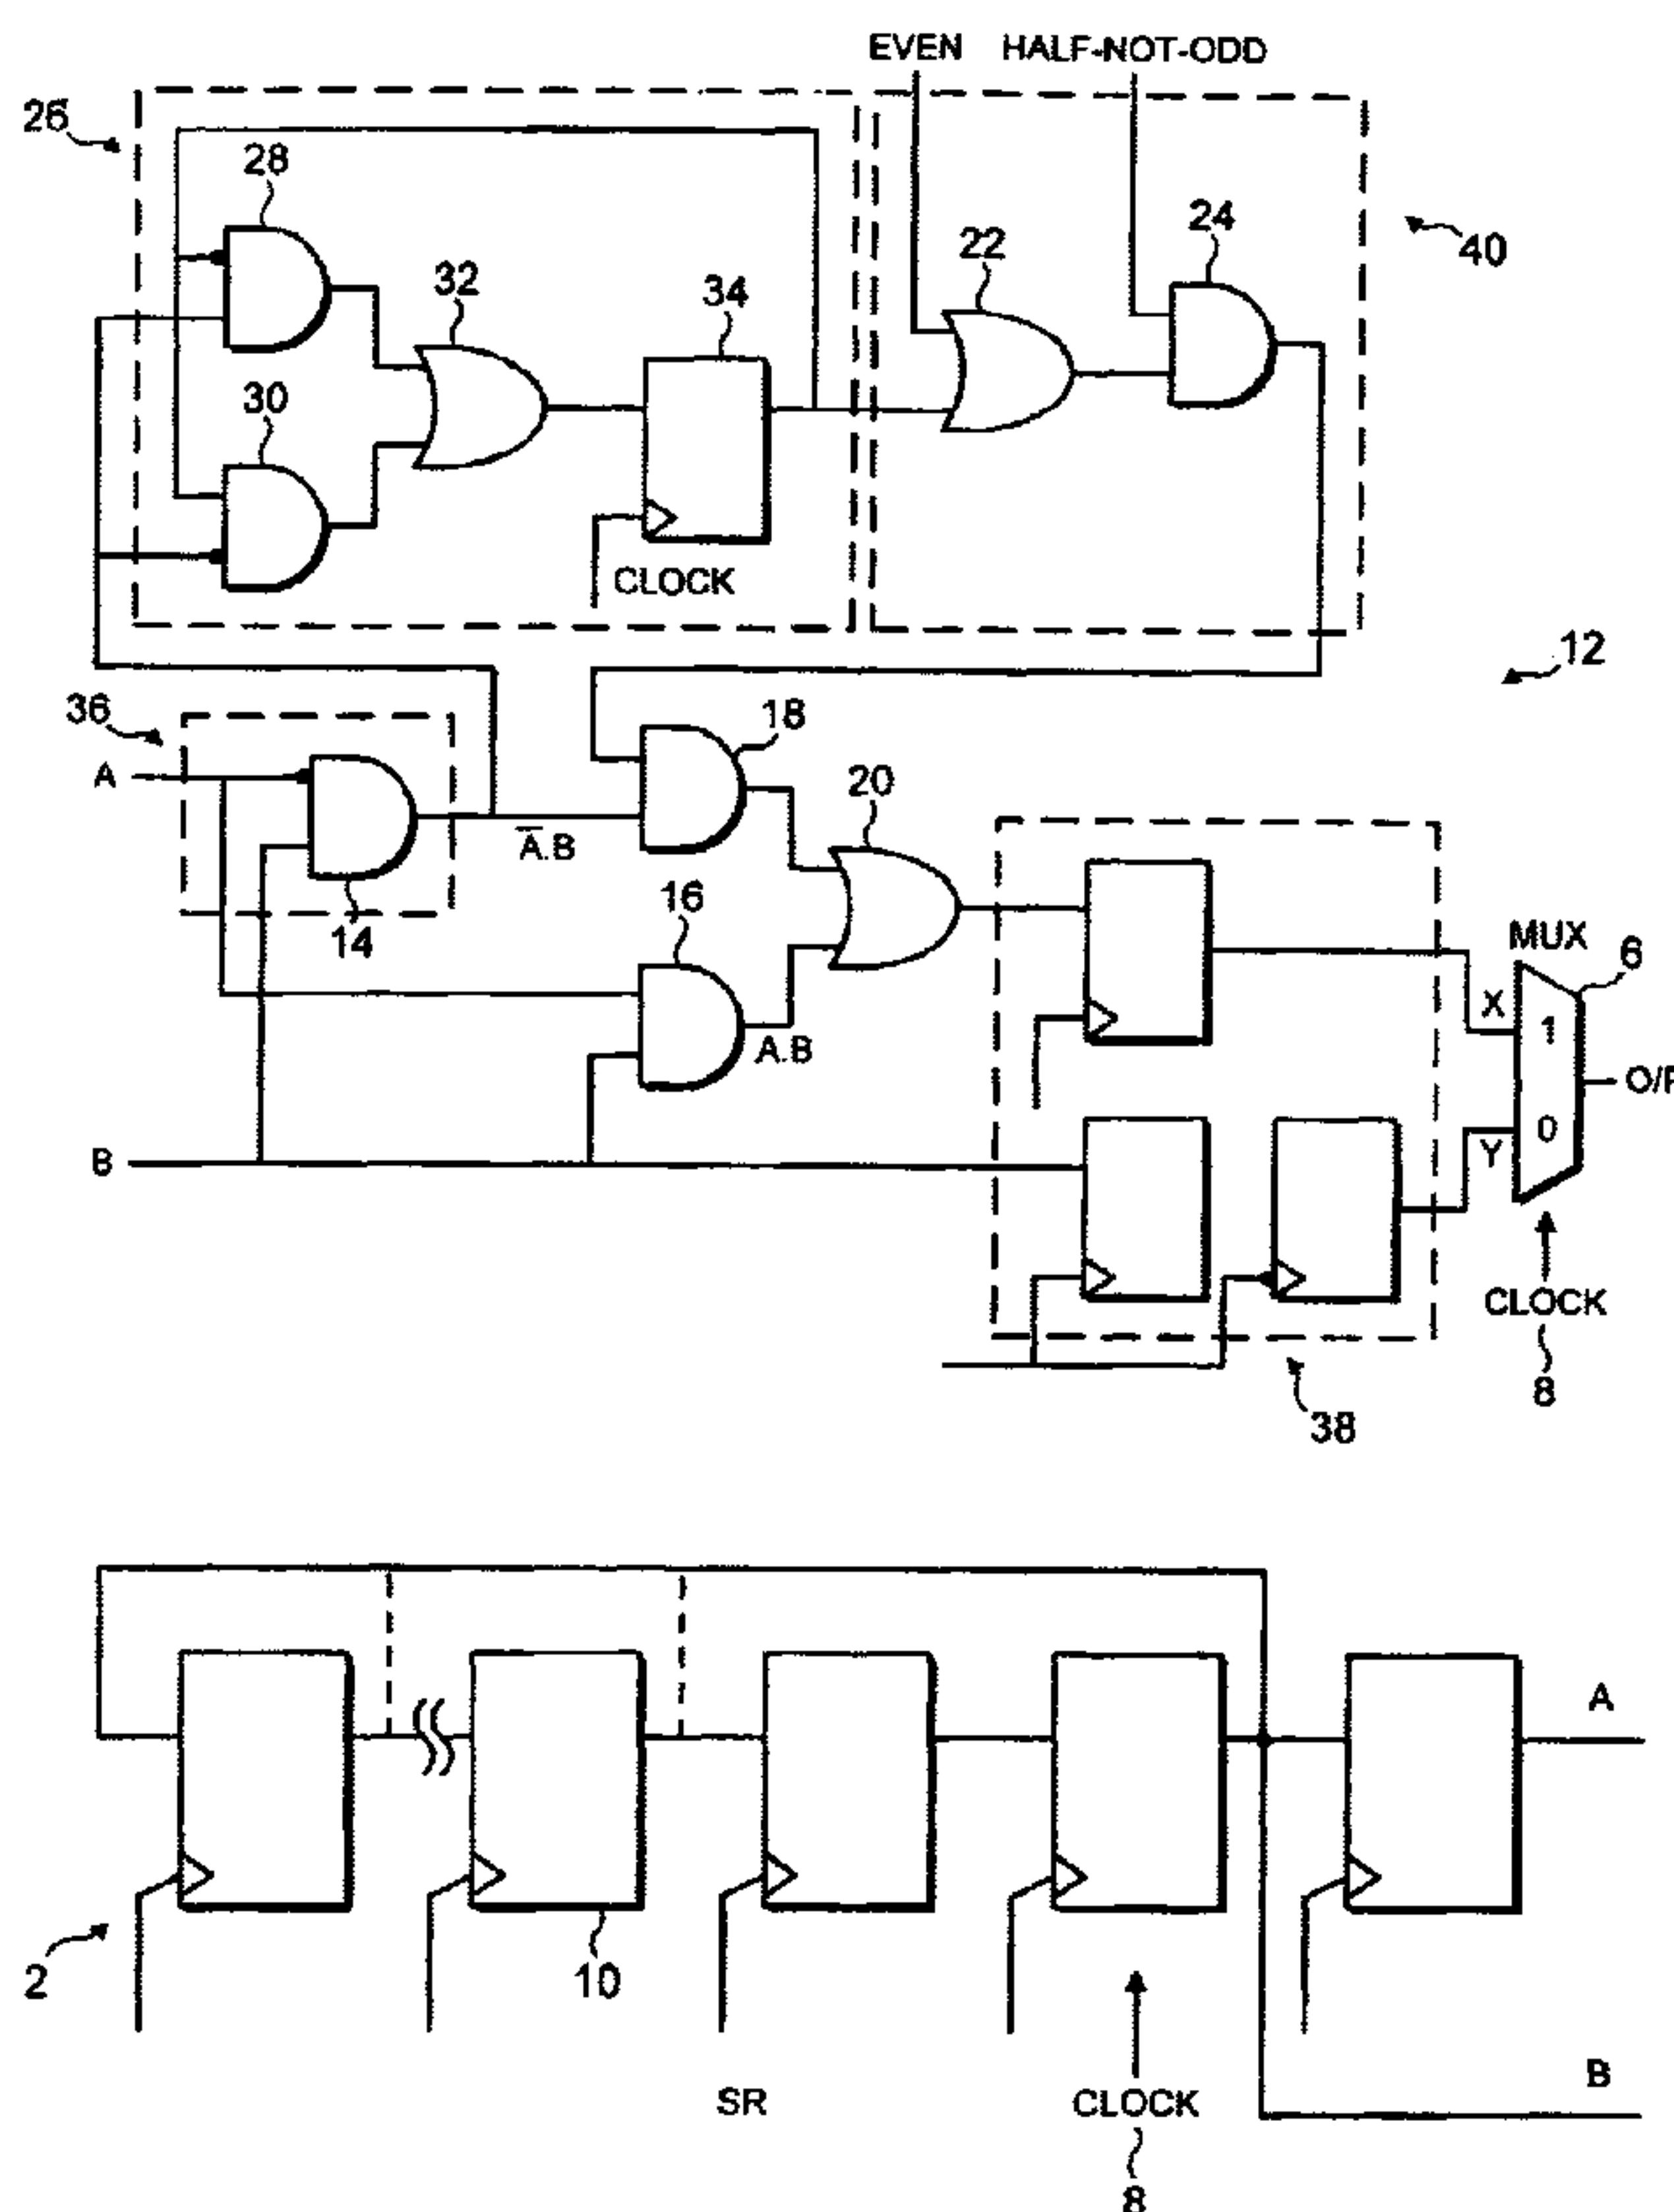 EVEN HALF-NOT-ODD
26
28
24
40
22
32
34
30
CLOCK
12
36
18
A
20
A̅.B
16
14
MUX
6
X
1
A.B
O/P
B
Y
0
CLOCK
8
38
A
2
10
B
SR
CLOCK
8